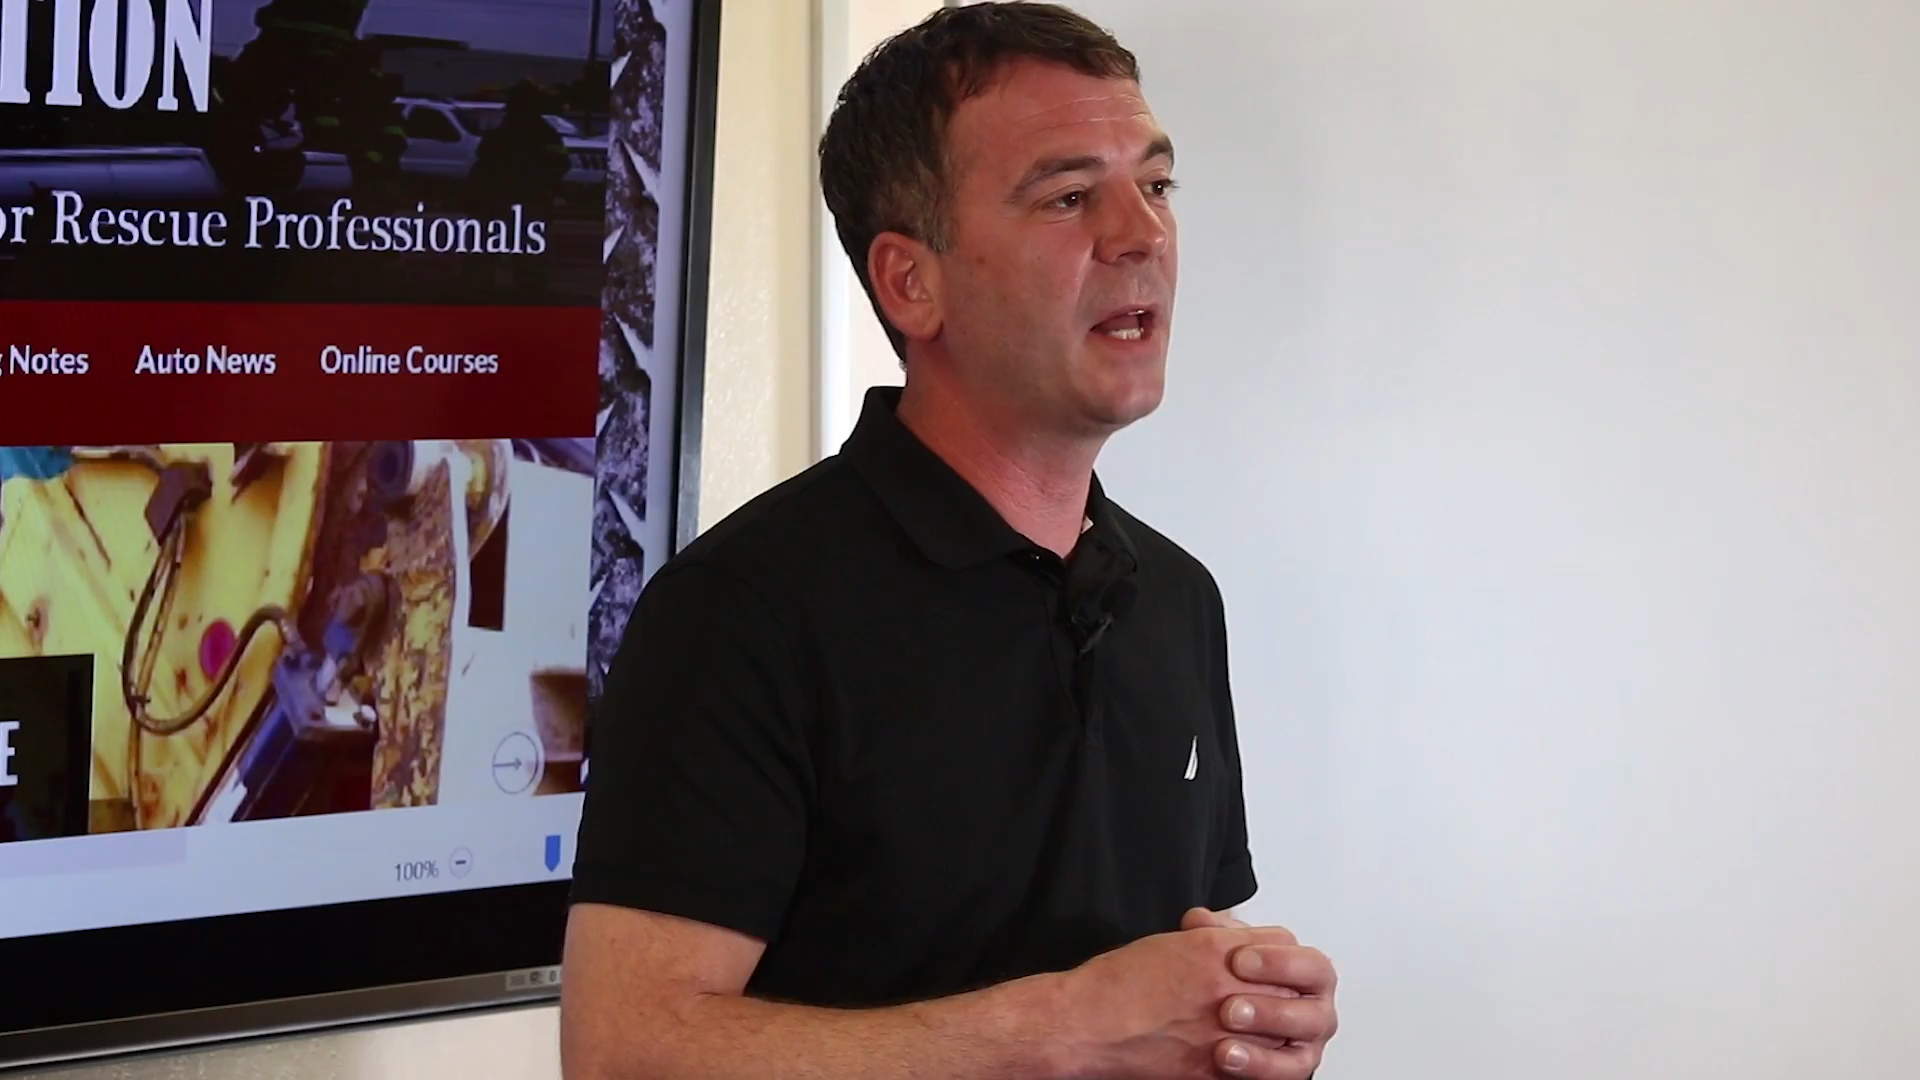 TION
or Rescue Professionals
Notes Auto News Online Courses
E
100%